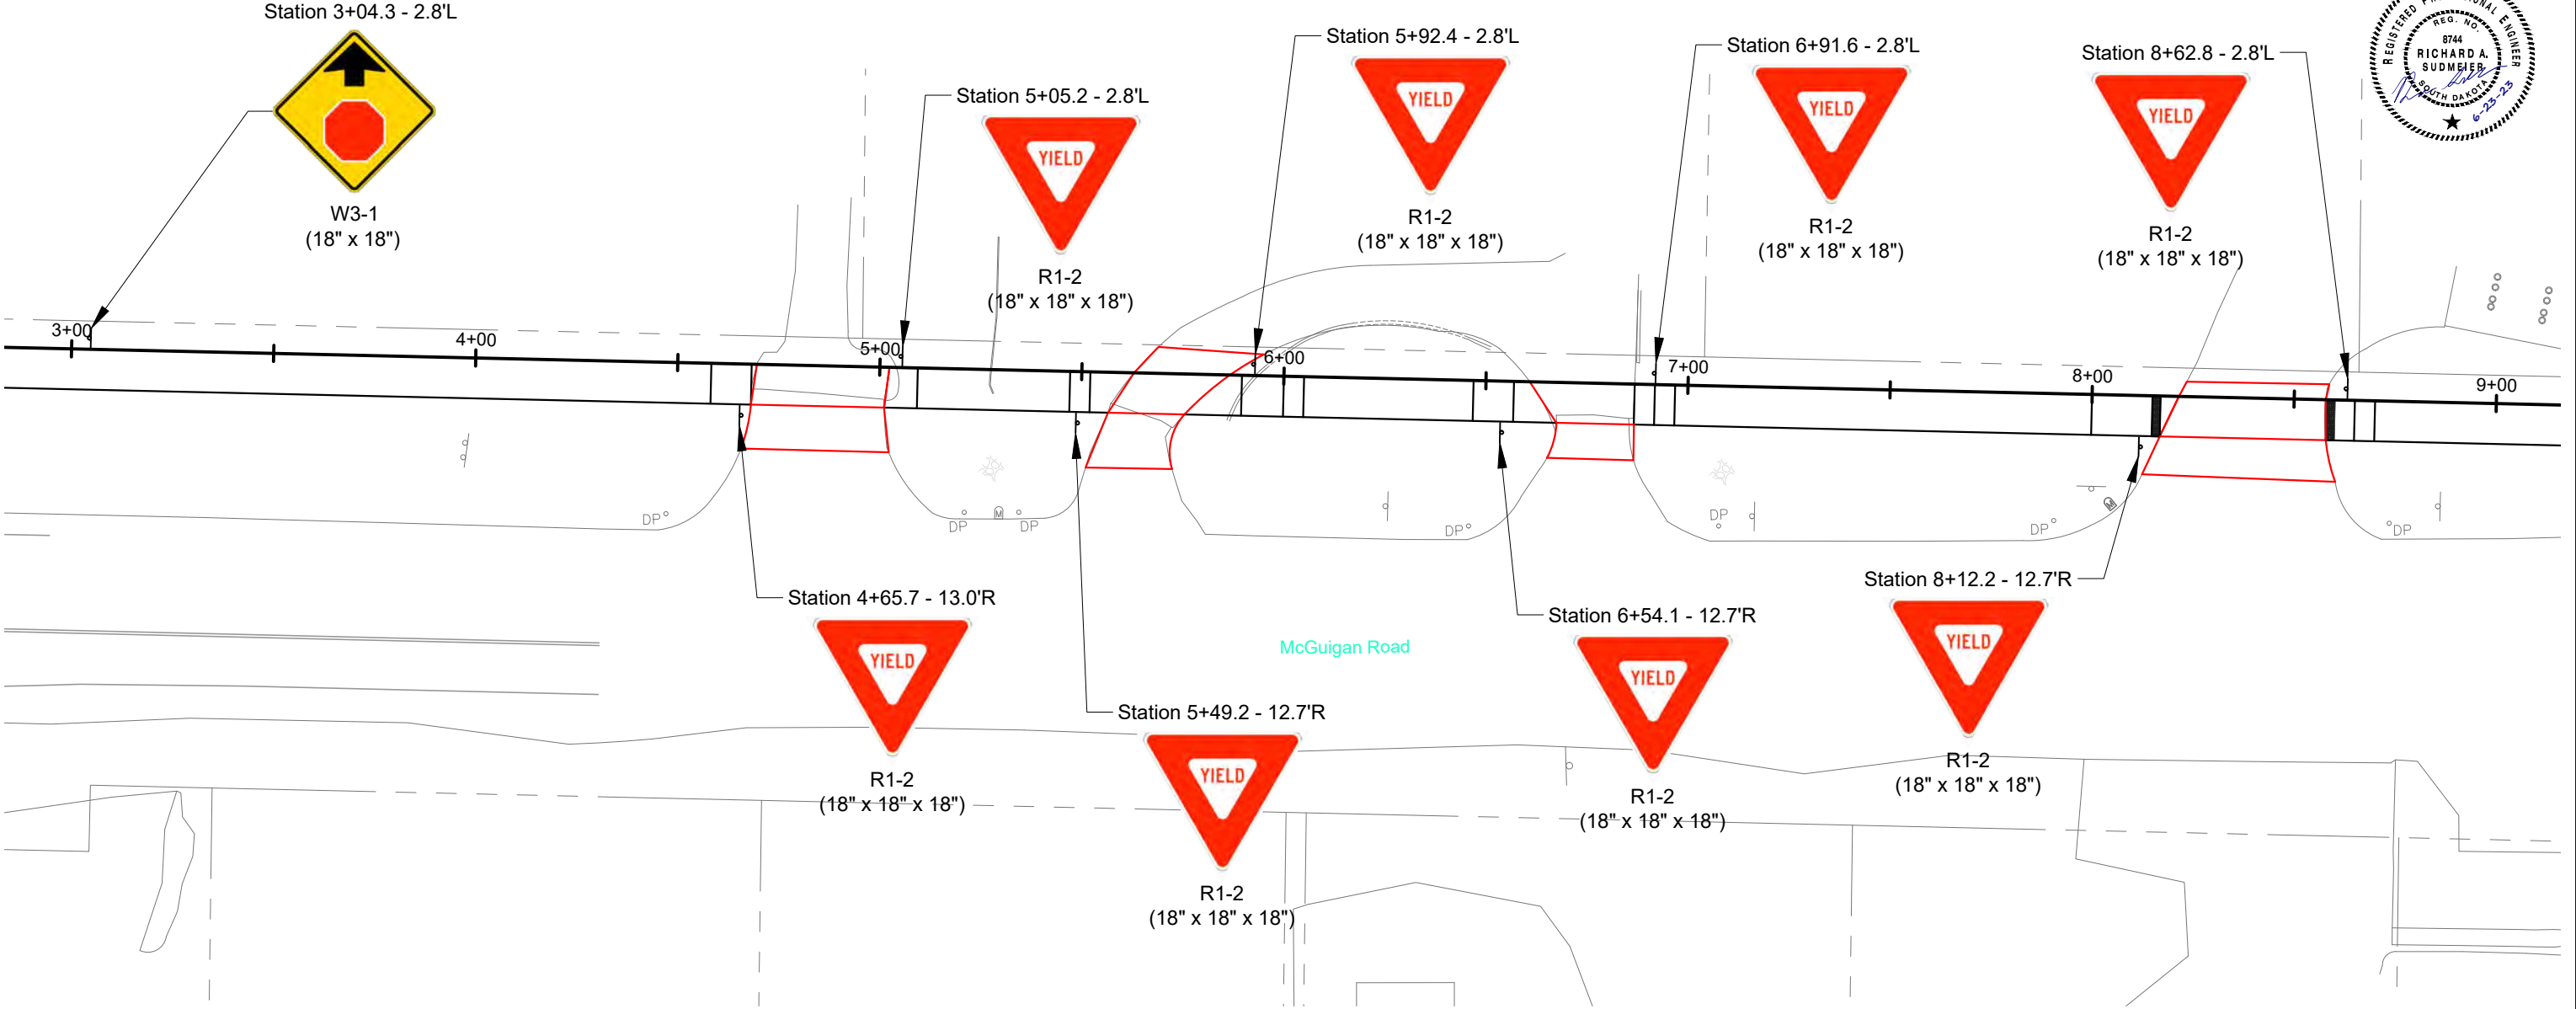 Station 3+04.3 - 2.8'L
W3-1
(18" x 18")
Station 5+05.2 - 2.8'L
YIELD
R1-2
(18" x 18" x 18")
Station 5+92.4 - 2.8'L
YIELD
R1-2
(18" x 18" x 18")
Station 6+91.6 - 2.8'L
YIELD
R1-2
(18" x 18" x 18")
Station 8+62.8 - 2.8'L
YIELD
R1-2
(18" x 18" x 18")
REGISTERED ENGINEER
REG. NO.
8744
RICHARD A.
SUDMEIER
SOUTH DAKOTA
6-23-23
3+00
4+00
5+00
6+00
7+00
8+00
9+00
DP
DP
M
DP
DP
DP
DP
M
DP
Station 4+65.7 - 13.0'R
YIELD
R1-2
(18" x 18" x 18")
Station 5+49.2 - 12.7'R
YIELD
R1-2
(18" x 18" x 18")
McGuigan Road
Station 6+54.1 - 12.7'R
YIELD
R1-2
(18" x 18" x 18")
Station 8+12.2 - 12.7'R
YIELD
R1-2
(18" x 18" x 18")